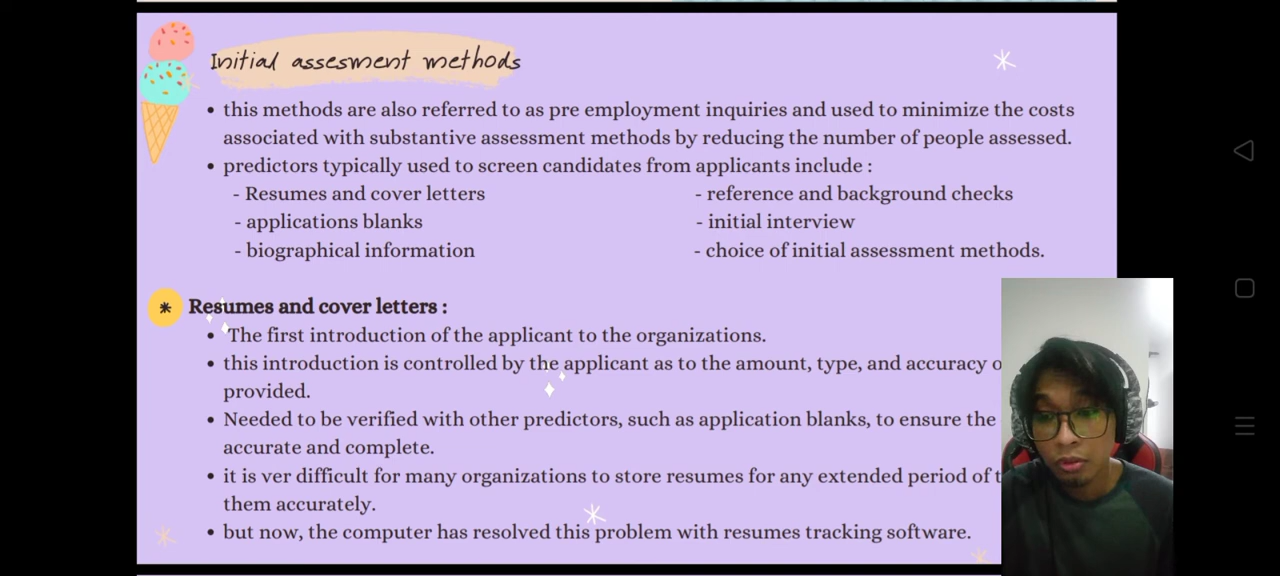 Initial assesment methods
• this methods are also referred to as pre employment inquiries and used to minimize the costs
associated with substantive assessment methods by reducing the number of people assessed.
• predictors typically used to screen candidates from applicants include :
- Resumes and cover letters
- applications blanks
- biographical information
- reference and background checks
- initial interview
- choice of initial assessment methods.
* Resumes and cover letters :
• The first introduction of the applicant to the organizations.
• this introduction is controlled by the applicant as to the amount, type, and accuracy
provided.
• Needed to be verified with other predictors, such as application blanks, to ensure the
accurate and complete.
• it is ver difficult for many organizations to store resumes for any extended period of
them accurately.
• but now, the computer has resolved this problem with resumes tracking software.